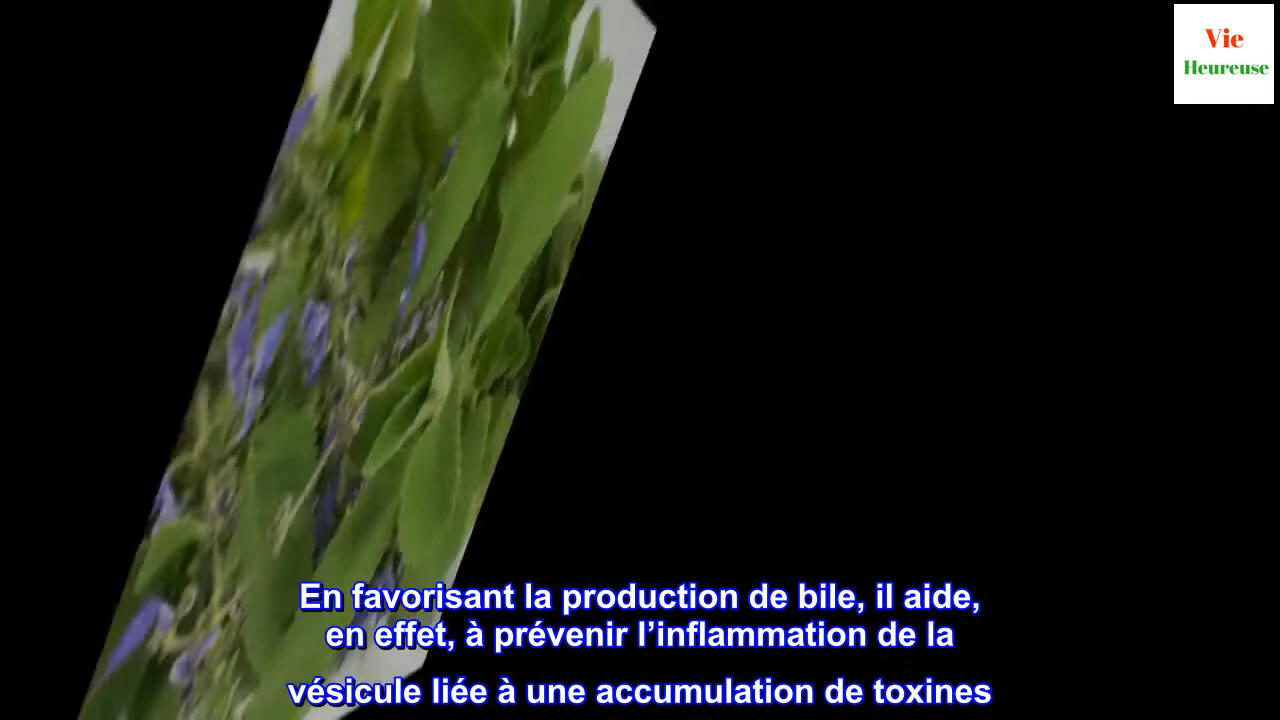 Vie
Heureuse
En favorisant la production de bile, il aide,
en effet, à prévenir l’inflammation de la
vésicule liée à une accumulation de toxines